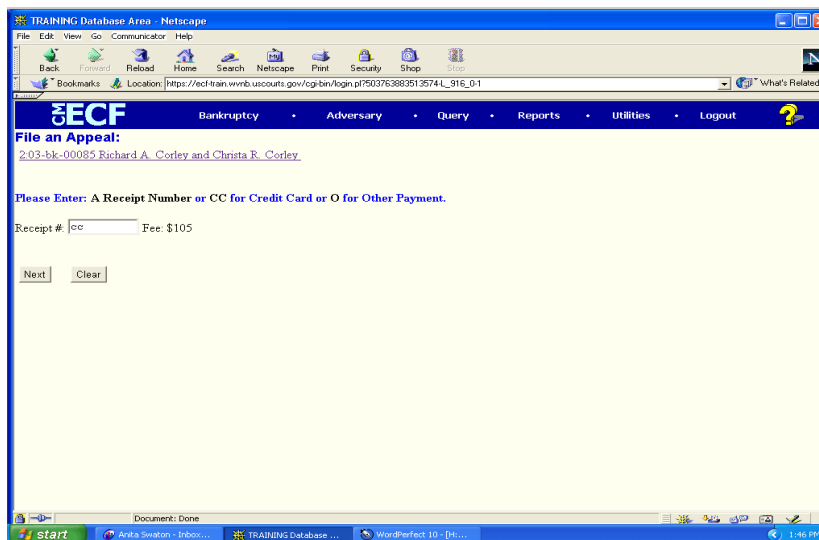 TRAINING Database Area - Netscape
File Edit View Go Communicator Help
Back Forward Reload Home Search Netscape Print Security Shop Stop
Bookmarks Location: https://ecf-train.wvnb.uscourts.gov/cgi-bin/login.pl?503763883513574-L_916_0-1 What's Related
CM ECF Bankruptcy • Adversary • Query • Reports • Utilities • Logout ?
File an Appeal:
2:03-bk-00085 Richard A. Corley and Christa R. Corley
Please Enter: A Receipt Number or CC for Credit Card or O for Other Payment.
Receipt #: cc Fee: $105
Next Clear
Document: Done
start Anita Swaton - Inbox... TRAINING Database ... WordPerfect 10 - [H:... 1:46 PM